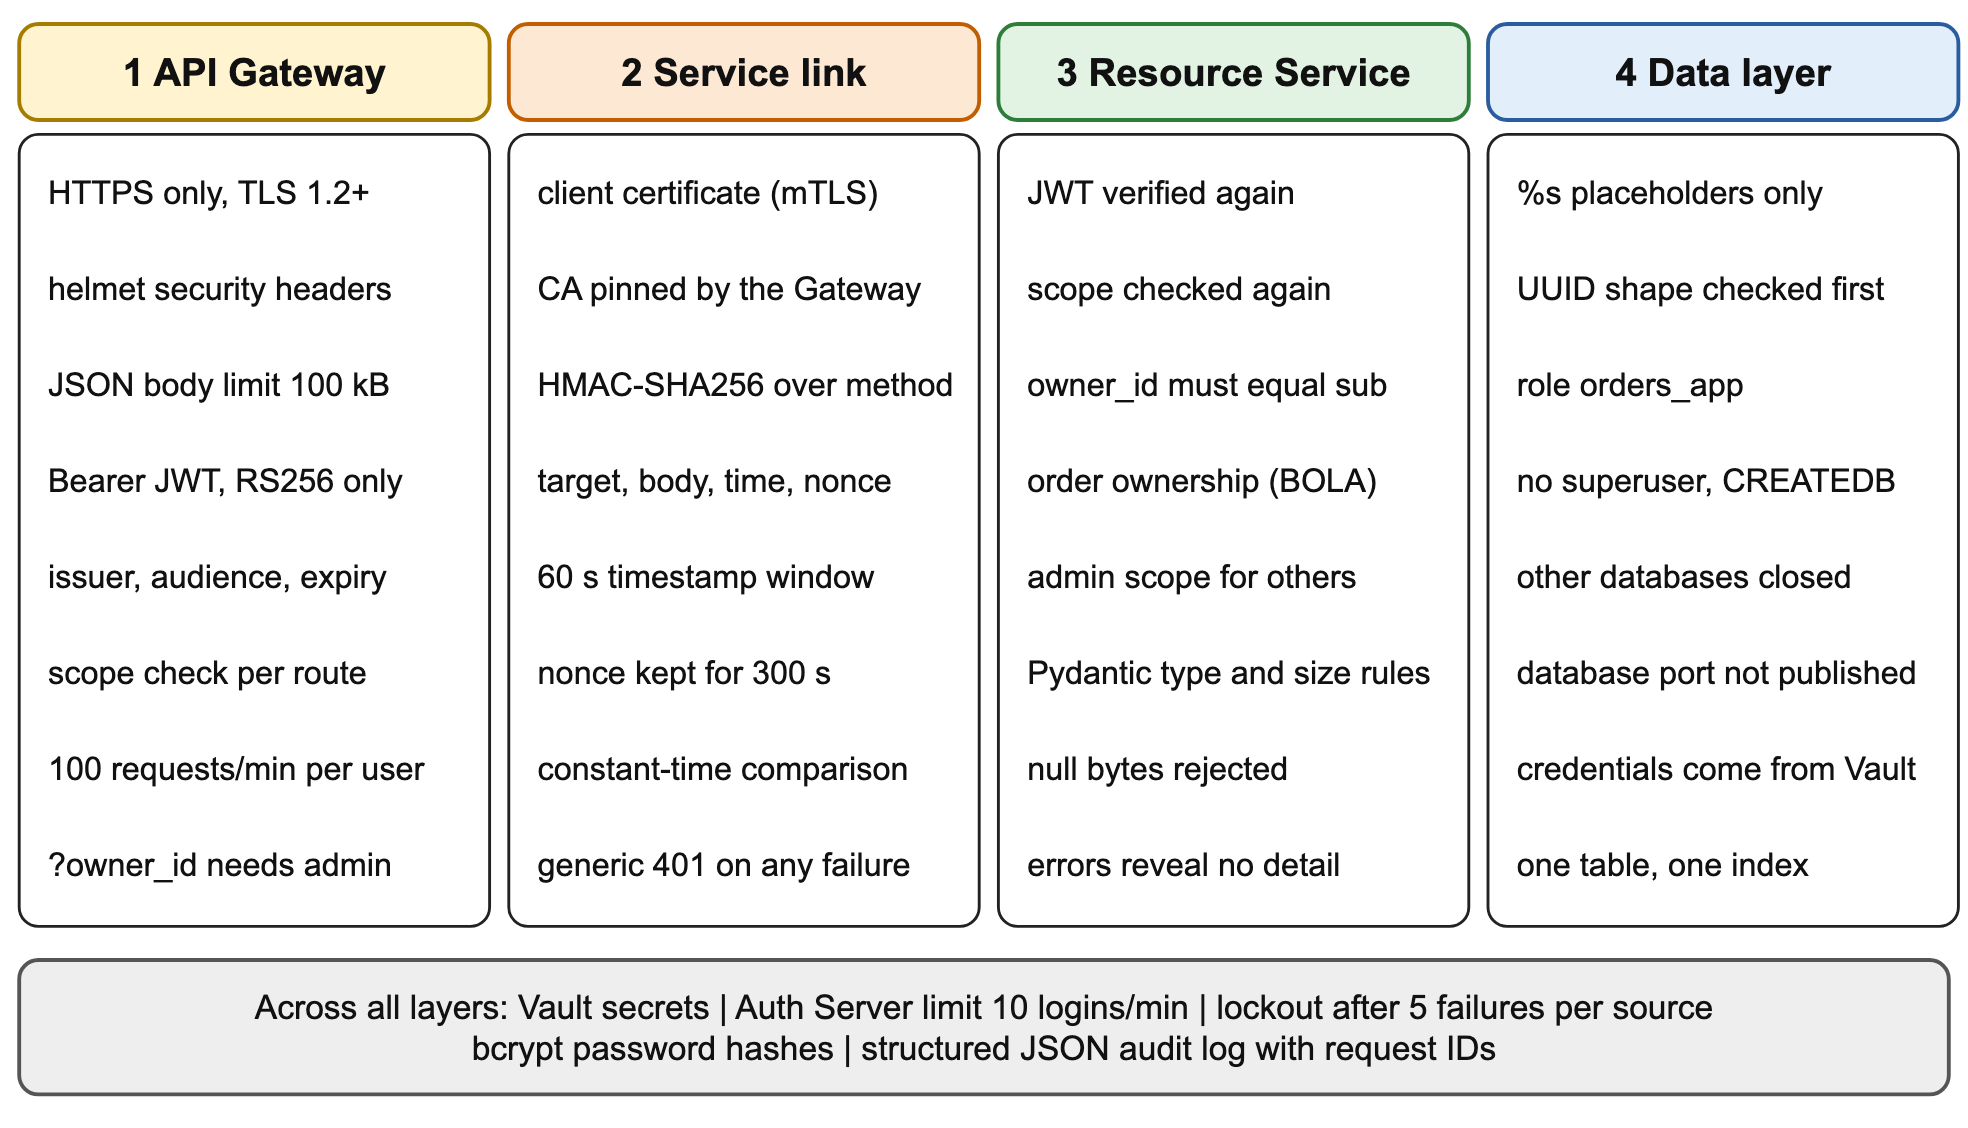 1 API Gateway
HTTPS only, TLS 1.2+
helmet security headers
JSON body limit 100 kB
Bearer JWT, RS256 only
issuer, audience, expiry
scope check per route
100 requests/min per user
?owner_id needs admin
2 Service link
client certificate (mTLS)
CA pinned by the Gateway
HMAC-SHA256 over method
target, body, time, nonce
60 s timestamp window
nonce kept for 300 s
constant-time comparison
generic 401 on any failure
3 Resource Service
JWT verified again
scope checked again
owner_id must equal sub
order ownership (BOLA)
admin scope for others
Pydantic type and size rules
null bytes rejected
errors reveal no detail
4 Data layer
%s placeholders only
UUID shape checked first
role orders_app
no superuser, CREATEDB
other databases closed
database port not published
credentials come from Vault
one table, one index
Across all layers: Vault secrets | Auth Server limit 10 logins/min | lockout after 5 failures per source
bcrypt password hashes | structured JSON audit log with request IDs